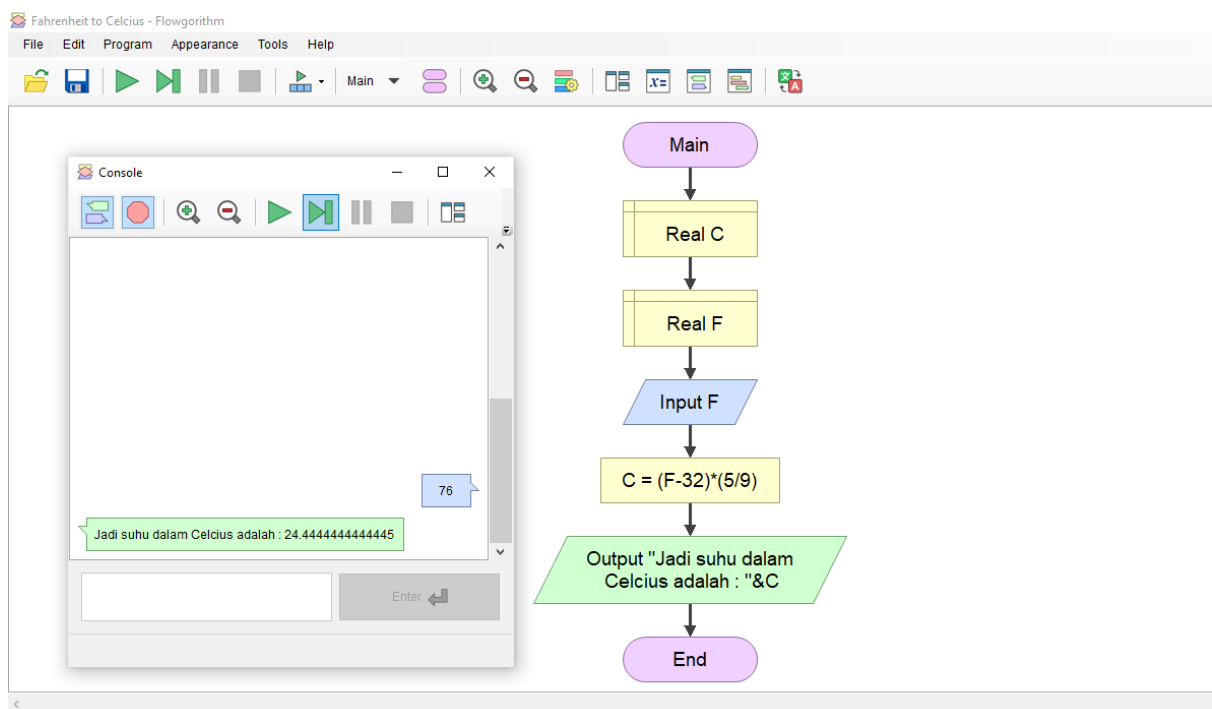 Fahrenheit to Celcius - Flowgorithm
File Edit Program Appearance Tools Help
Main
x=
文
A
Console
76
Jadi suhu dalam Celcius adalah : 24.4444444444445
Enter
Main
Real C
Real F
Input F
C = (F-32)*(5/9)
Output "Jadi suhu dalam
Celcius adalah : "&C
End